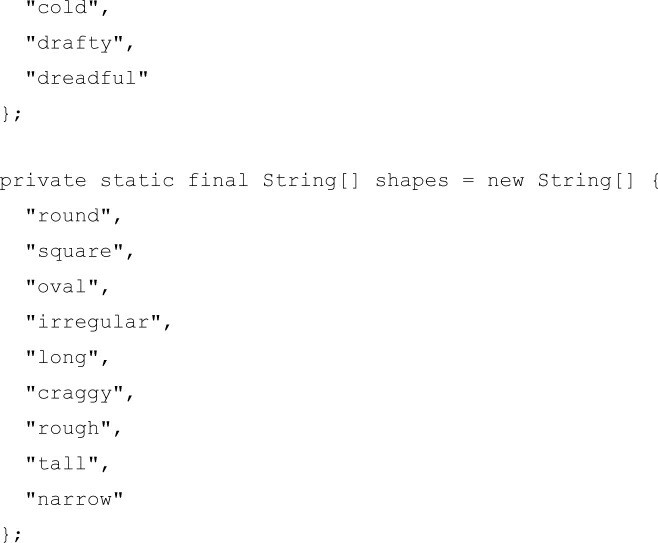 "cold",
"drafty",
"dreadful"
};
private static final String[] shapes = new String[] {
"round",
"square",
"oval",
"irregular",
"long",
"craggy",
"rough",
"tall",
"narrow"
};